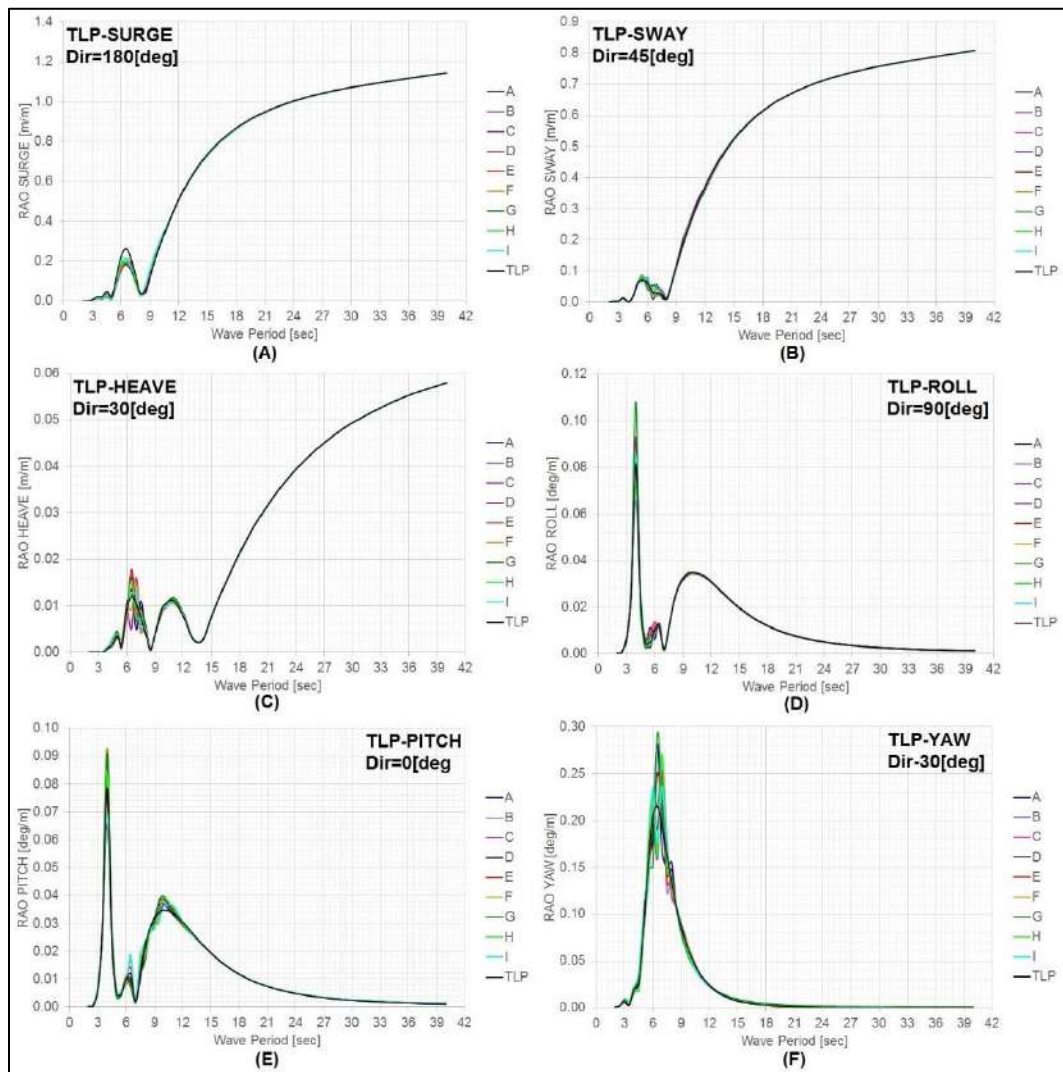 TLP-SURGE
Dir=180[deg]
RAO SURGE [m/m]
1.4
1.2
1.0
0.8
0.6
0.4
0.2
0.0
0 3 6 9 12 15 18 21 24 27 30 33 36 39 42
Wave Period [sec]
(A)
A
B
C
D
E
F
G
H
I
TLP
TLP-SWAY
Dir=45[deg]
RAO SWAY [m/m]
0.9
0.8
0.7
0.6
0.5
0.4
0.3
0.2
0.1
0.0
0 3 6 9 12 15 18 21 24 27 30 33 36 39 42
Wave Period [sec]
(B)
A
B
C
D
E
F
G
H
I
TLP
TLP-HEAVE
Dir=30[deg]
RAO HEAVE [m/m]
0.06
0.05
0.04
0.03
0.02
0.01
0.00
0 3 6 9 12 15 18 21 24 27 30 33 36 39 42
Wave Period [sec]
(C)
A
B
C
D
E
F
G
H
I
TLP
TLP-ROLL
Dir=90[deg]
RAO ROLL [deg/m]
0.12
0.10
0.08
0.06
0.04
0.02
0.00
0 3 6 9 12 15 18 21 24 27 30 33 36 39 42
Wave Period [sec]
(D)
A
B
C
D
E
F
G
H
I
TLP
TLP-PITCH
Dir=0[deg
RAO PITCH [deg/m]
0.10
0.09
0.08
0.07
0.06
0.05
0.04
0.03
0.02
0.01
0.00
0 3 6 9 12 15 18 21 24 27 30 33 36 39 42
Wave Period [sec]
(E)
A
B
C
D
E
F
G
H
I
TLP
TLP-YAW
Dir-30[deg]
RAO YAW [deg/m]
0.30
0.25
0.20
0.15
0.10
0.05
0.00
0 3 6 9 12 15 18 21 24 27 30 33 36 39 42
Wave Period [sec]
(F)
A
B
C
D
E
F
G
H
I
TLP